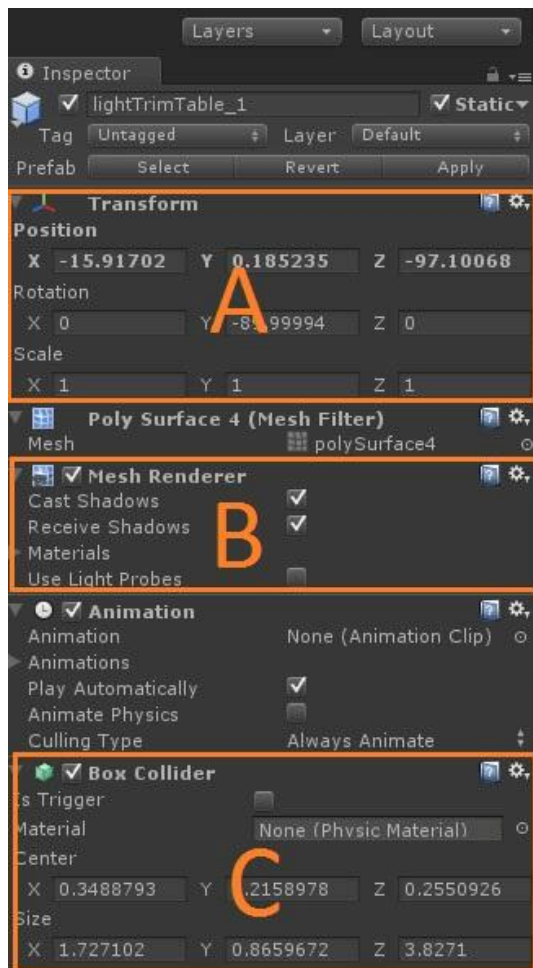 Layers Layout
Inspector
lightTrimTable_1 Static
Tag Untagged Layer Default
Prefab Select Revert Apply
Transform
Position
X -15.91702 Y 0.185235 Z -97.10068
Rotation
X 0 Y Z 0
Scale
X 1 Y 1 Z 1
A
Poly Surface 4 (Mesh Filter)
Mesh polySurface4
Mesh Renderer
Cast Shadows
Receive Shadows
Materials
Use Light Probes
B
Animation
Animation None (Animation Clip)
Animations
Play Automatically
Animate Physics
Culling Type Always Animate
Box Collider
Is Trigger
Material None (Physic Material)
Center
X 0.3488793 Y .2158978 Z 0.2550926
Size
X 1.727102 Y 0.8659672 Z 3.8271
C